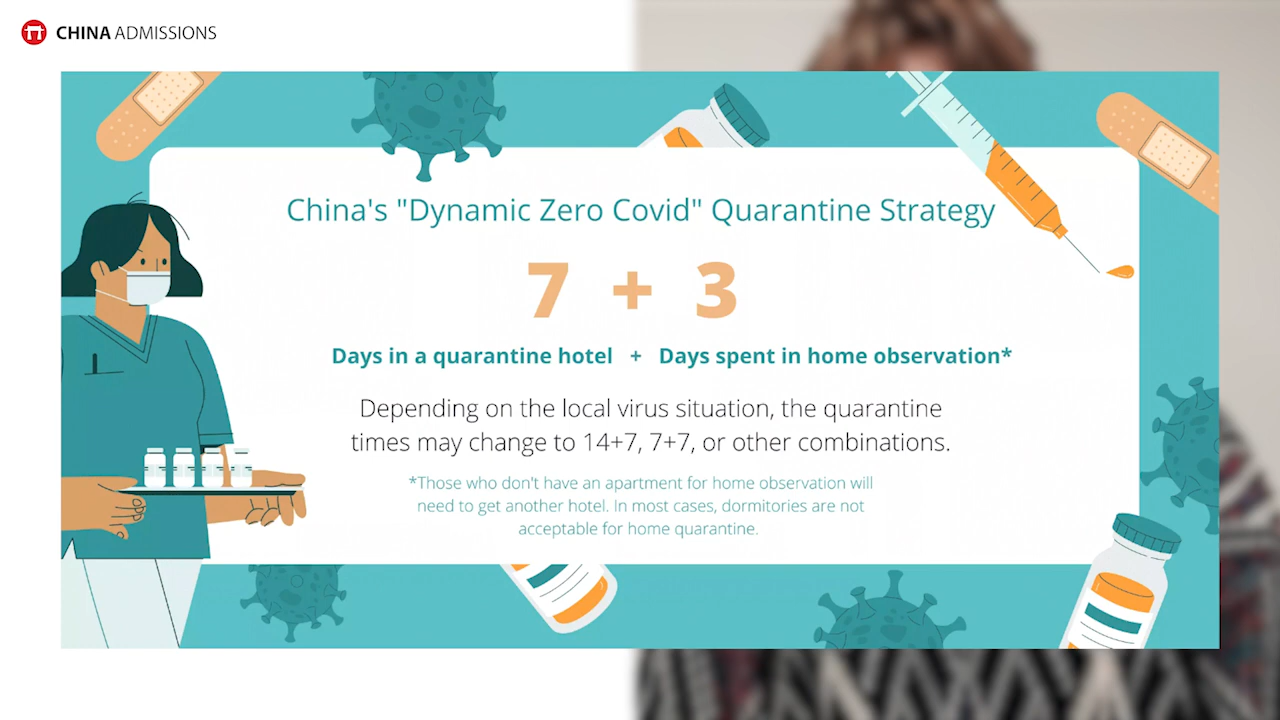 CHINA ADMISSIONS
China's "Dynamic Zero Covid" Quarantine Strategy
7 + 3
Days in a quarantine hotel + Days spent in home observation*
Depending on the local virus situation, the quarantine
times may change to 14+7, 7+7, or other combinations.
*Those who don't have an apartment for home observation will
need to get another hotel. In most cases, dormitories are not
acceptable for home quarantine.